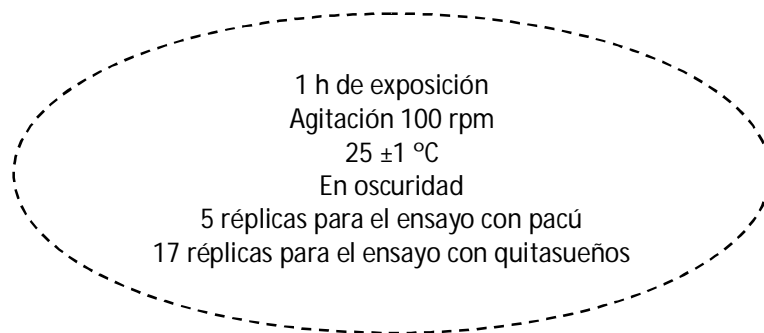 1 h de exposición
Agitación 100 rpm
25 ±1 ºC
En oscuridad
5 réplicas para el ensayo con pacú
17 réplicas para el ensayo con quitasueños